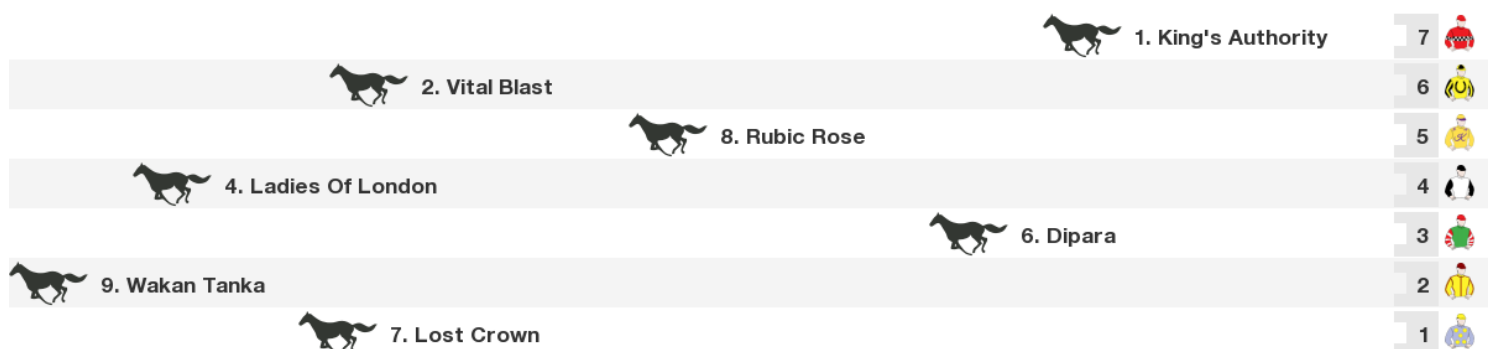 1. King's Authority 7
2. Vital Blast 6
8. Rubic Rose 5
4. Ladies Of London 4
6. Dipara 3
9. Wakan Tanka 2
7. Lost Crown 1